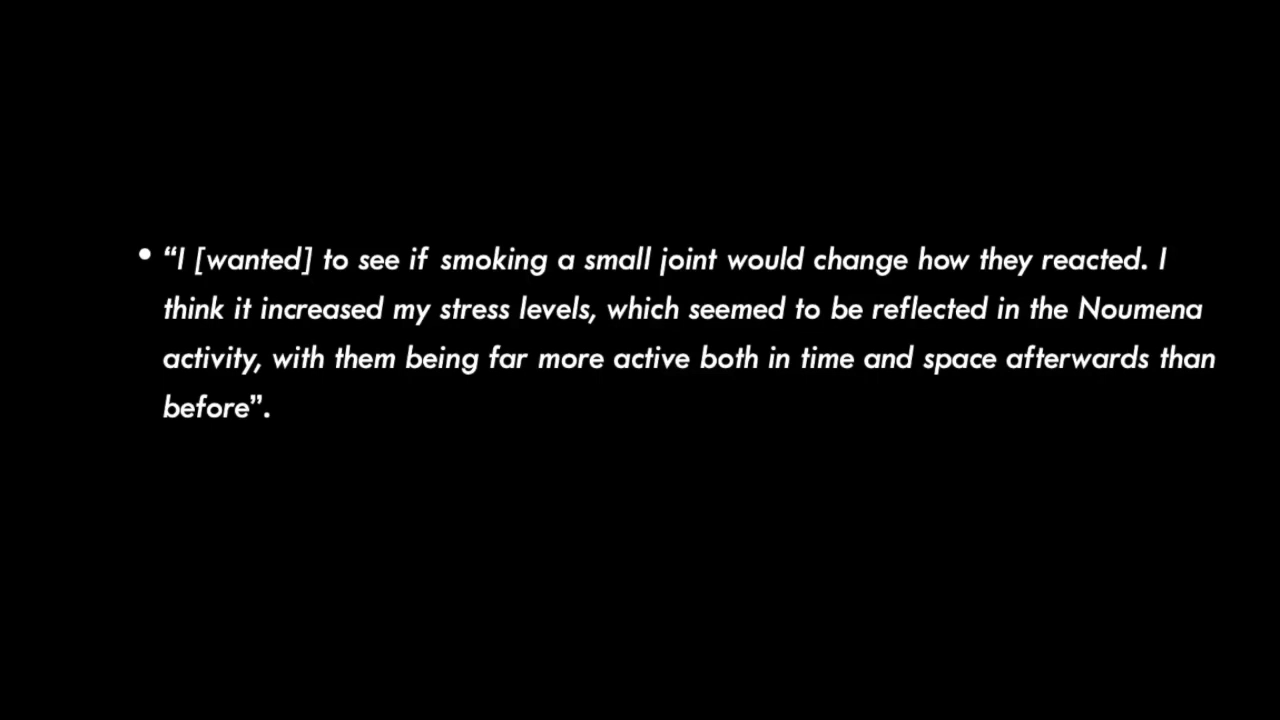 • “I [wanted] to see if smoking a small joint would change how they reacted. I
think it increased my stress levels, which seemed to be reflected in the Noumena
activity, with them being far more active both in time and space afterwards than
before”.